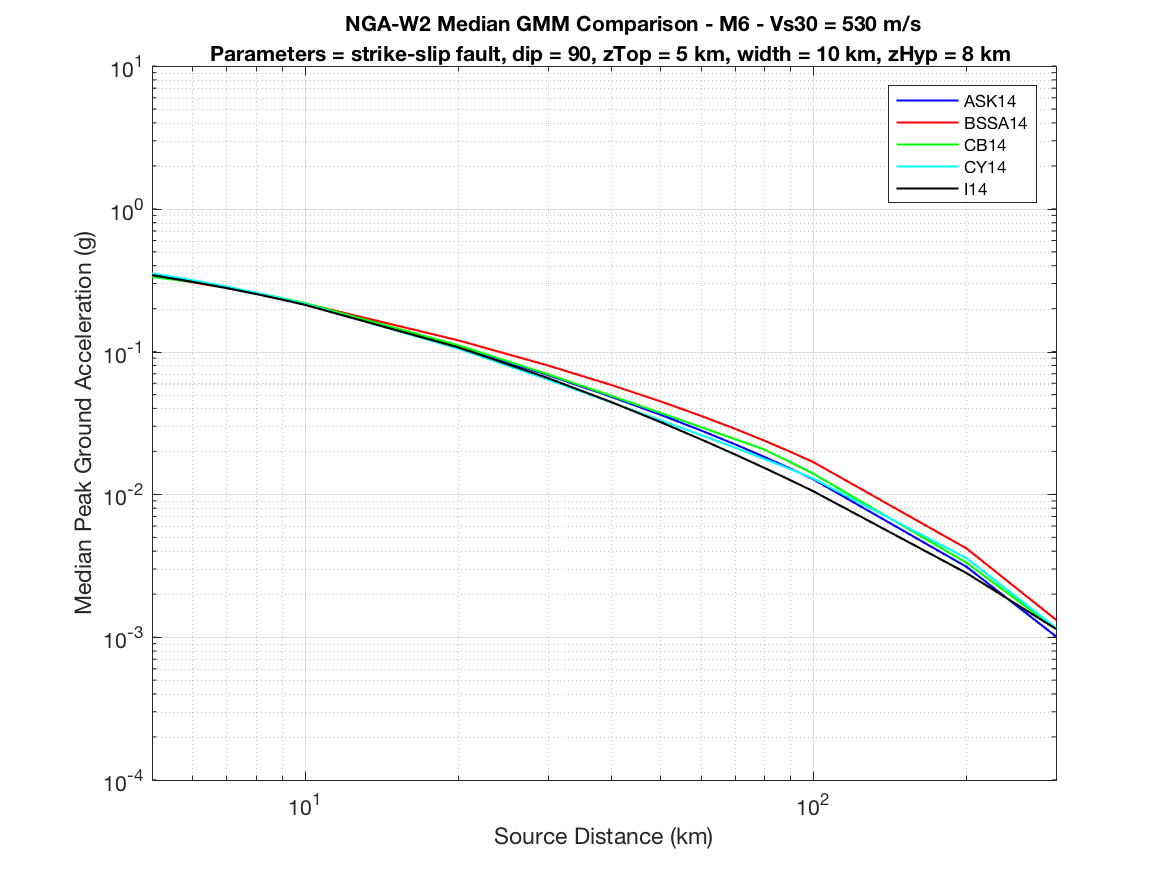 NGA-W2 Median GMM Comparison - M6 - Vs30 = 530 m/s
Parameters = strike-slip fault, dip = 90, zTop = 5 km, width = 10 km, zHyp = 8 km
10^1
10^0
10^-1
10^-2
10^-3
10^-4
Median Peak Ground Acceleration (g)
ASK14
BSSA14
CB14
CY14
I14
10^1
10^2
Source Distance (km)